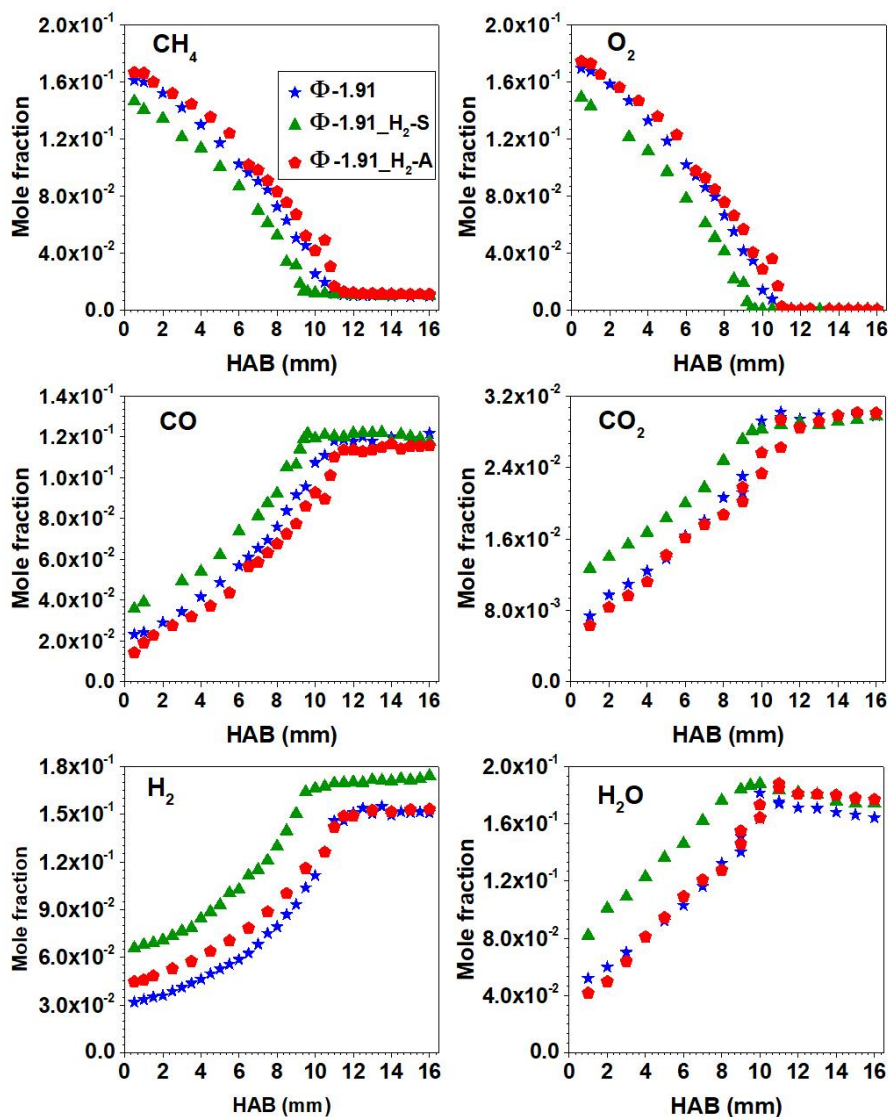 CH₄
2.0x10⁻¹
1.6x10⁻¹
1.2x10⁻¹
8.0x10⁻²
4.0x10⁻²
0.0
Mole fraction
0 2 4 6 8 10 12 14 16
HAB (mm)
Φ-1.91
Φ-1.91_H₂-S
Φ-1.91_H₂-A
O₂
2.0x10⁻¹
1.6x10⁻¹
1.2x10⁻¹
8.0x10⁻²
4.0x10⁻²
0.0
Mole fraction
0 2 4 6 8 10 12 14 16
HAB (mm)
CO
1.4x10⁻¹
1.2x10⁻¹
1.0x10⁻¹
8.0x10⁻²
6.0x10⁻²
4.0x10⁻²
2.0x10⁻²
0.0
Mole fraction
0 2 4 6 8 10 12 14 16
HAB (mm)
CO₂
3.2x10⁻²
2.4x10⁻²
1.6x10⁻²
8.0x10⁻³
0.0
Mole fraction
0 2 4 6 8 10 12 14 16
HAB (mm)
H₂
1.8x10⁻¹
1.5x10⁻¹
1.2x10⁻¹
9.0x10⁻²
6.0x10⁻²
3.0x10⁻²
0.0
Mole fraction
0 2 4 6 8 10 12 14 16
HAB (mm)
H₂O
2.0x10⁻¹
1.6x10⁻¹
1.2x10⁻¹
8.0x10⁻²
4.0x10⁻²
0.0
Mole fraction
0 2 4 6 8 10 12 14 16
HAB (mm)